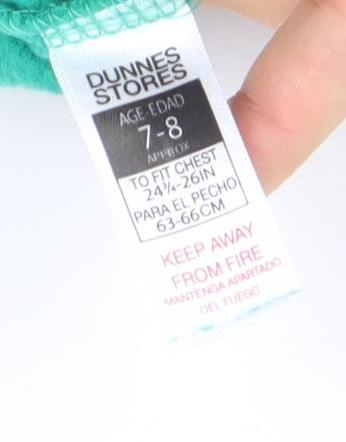 DUNNES
STORES
AGE-EDAD
7-8
APPROX
TO FIT CHEST
24¾-26IN
PARA EL PECHO
63-66CM
KEEP AWAY
FROM FIRE
MANTENGA APARTADO
DEL FUEGO